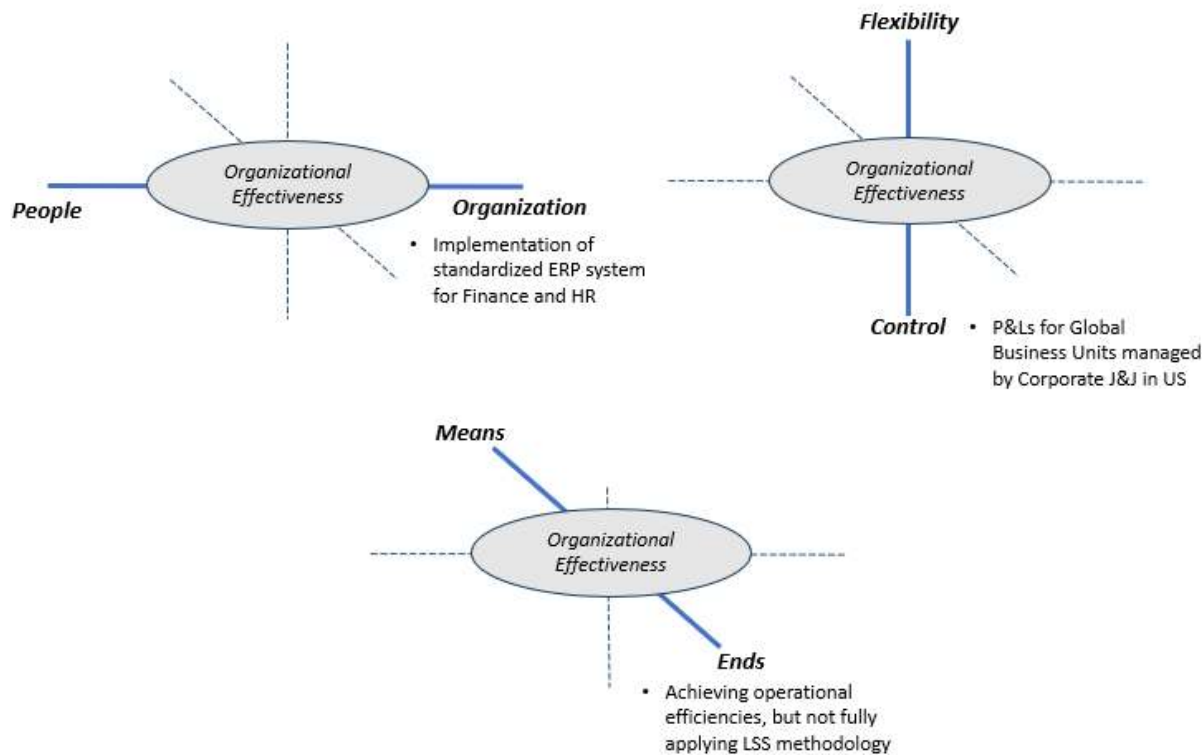 Organizational
Effectiveness
People
Organization
• Implementation of
standardized ERP system
for Finance and HR
Flexibility
Organizational
Effectiveness
Control
• P&Ls for Global
Business Units managed
by Corporate J&J in US
Means
Organizational
Effectiveness
Ends
• Achieving operational
efficiencies, but not fully
applying LSS methodology